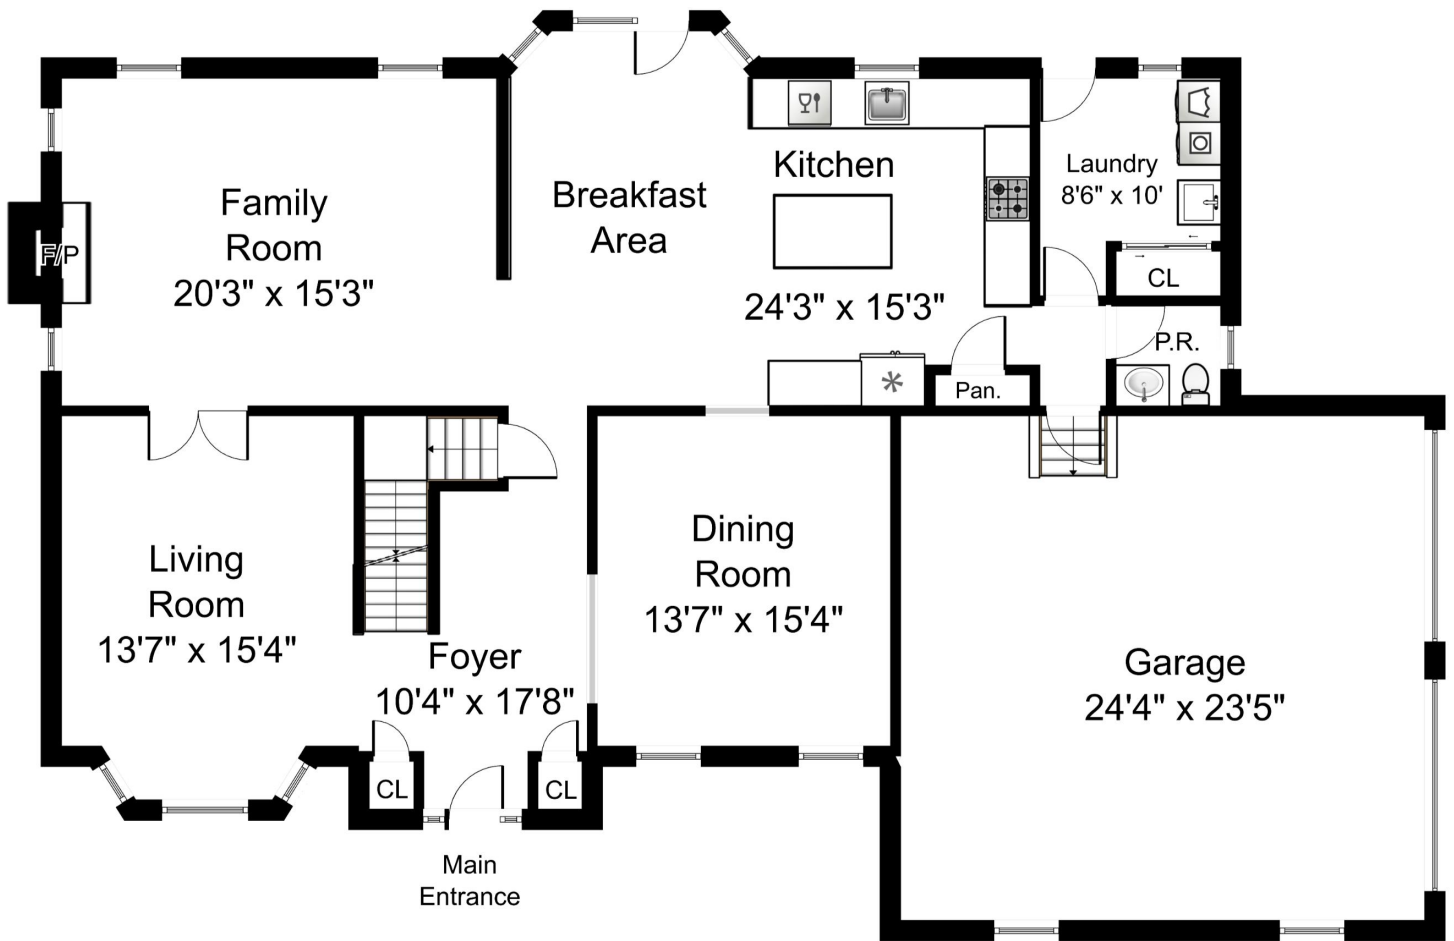 Family
Room
20'3" x 15'3"
F/P
Breakfast
Area
Kitchen
24'3" x 15'3"
Laundry
8'6" x 10'
CL
P.R.
Pan.
Living
Room
13'7" x 15'4"
Foyer
10'4" x 17'8"
CL
CL
Dining
Room
13'7" x 15'4"
Garage
24'4" x 23'5"
Main
Entrance